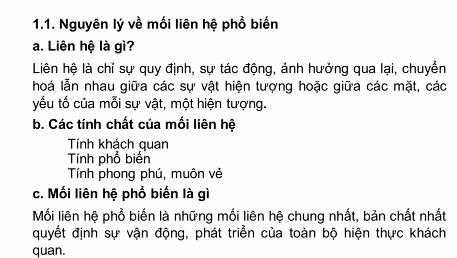 1.1. Nguyên lý về mối liên hệ phổ biến
a. Liên hệ là gì?
Liên hệ là chỉ sự quy định, sự tác động, ảnh hưởng qua lại, chuyển
hoá lẫn nhau giữa các sự vật hiện tượng hoặc giữa các mặt, các
yếu tố của mỗi sự vật, một hiện tượng.
b. Các tính chất của mối liên hệ
Tính khách quan
Tính phổ biến
Tính phong phú, muôn vẻ
c. Mối liên hệ phổ biến là gì
Mối liên hệ phổ biến là những mối liên hệ chung nhất, bản chất nhất
quyết định sự vận động, phát triển của toàn bộ hiện thực khách
quan.